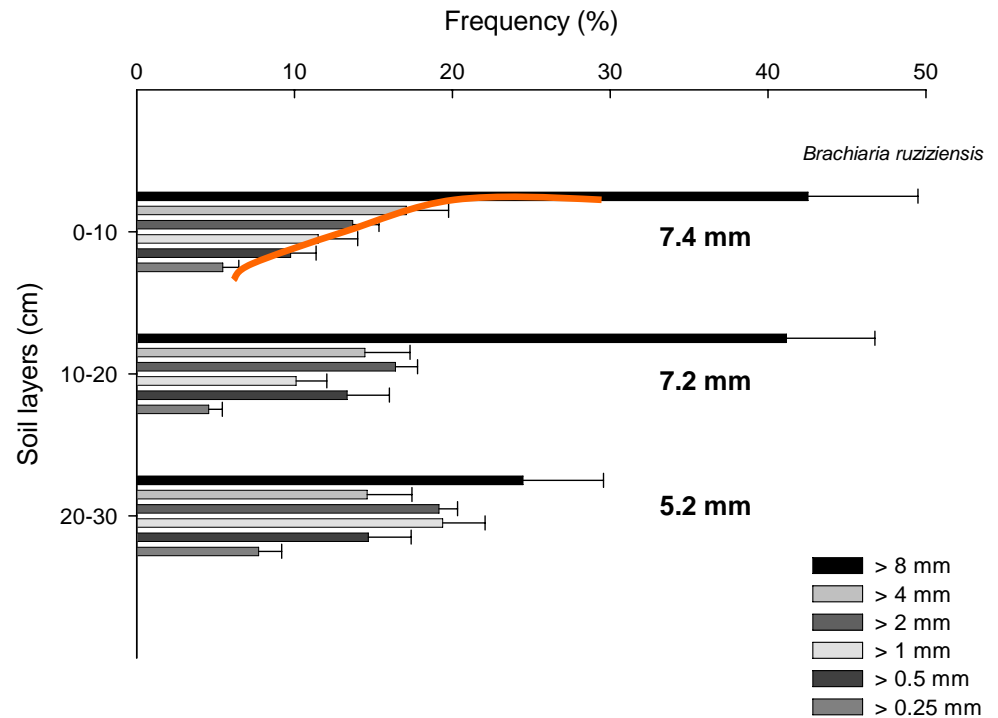 Frequency (%)
0 10 20 30 40 50
Brachiaria ruziziensis
Soil layers (cm)
0-10
7.4 mm
10-20
7.2 mm
20-30
5.2 mm
> 8 mm
> 4 mm
> 2 mm
> 1 mm
> 0.5 mm
> 0.25 mm